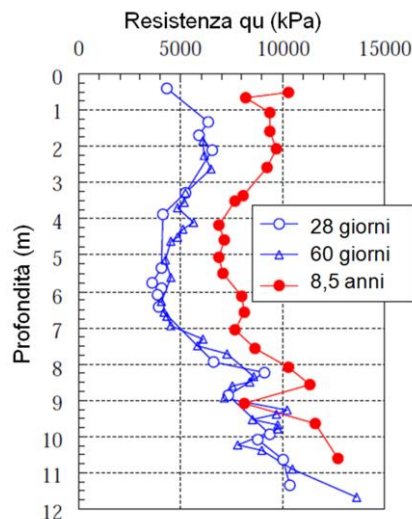 Resistenza qu (kPa)
0 5000 10000 15000
Profondità (m)
0
1
2
3
4
5
6
7
8
9
10
11
12
28 giorni
60 giorni
8,5 anni